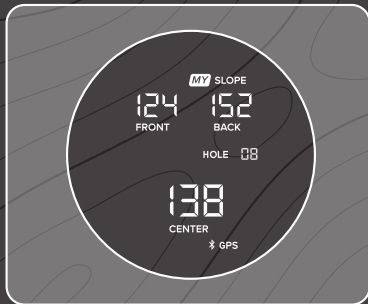 MY SLOPE
124 152
FRONT BACK
HOLE 08
138
CENTER
GPS